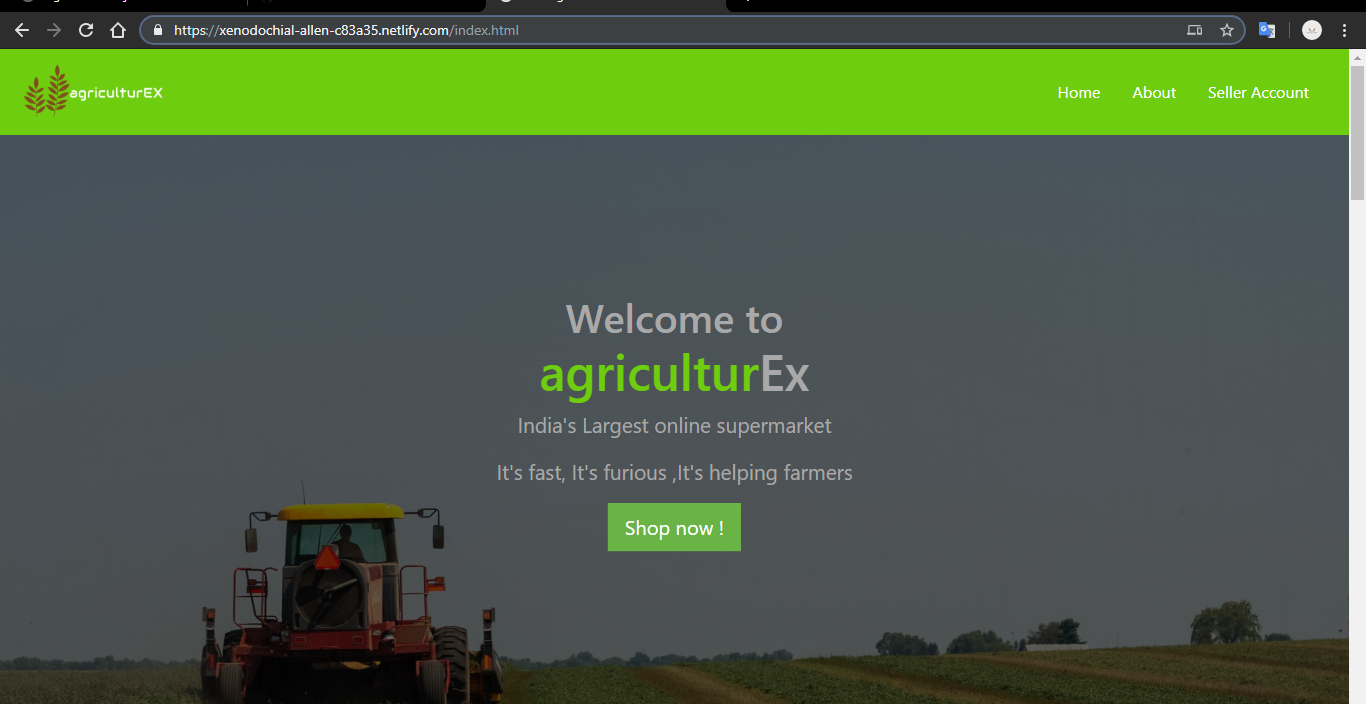 https://xenodochial-allen-c83a35.netlify.com/index.html
agriculturEX
Home About Seller Account
Welcome to
agriculturEx
India's Largest online supermarket
It's fast, It's furious ,It's helping farmers
Shop now !